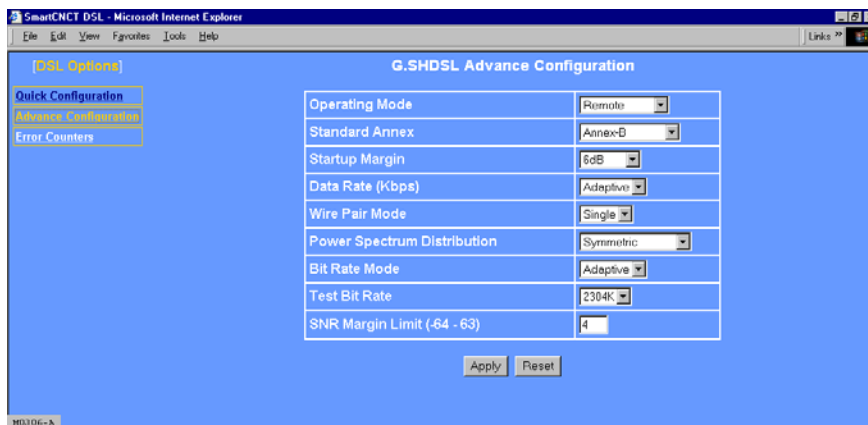 SmartCNCT DSL - Microsoft Internet Explorer
File Edit View Favorites Tools Help Links »
[DSL Options]
Quick Configuration
Advance Configuration
Error Counters
G.SHDSL Advance Configuration
Operating Mode Remote
Standard Annex Annex-B
Startup Margin 6dB
Data Rate (Kbps) Adaptive
Wire Pair Mode Single
Power Spectrum Distribution Symmetric
Bit Rate Mode Adaptive
Test Bit Rate 2304K
SNR Margin Limit (-64 - 63) 4
Apply Reset